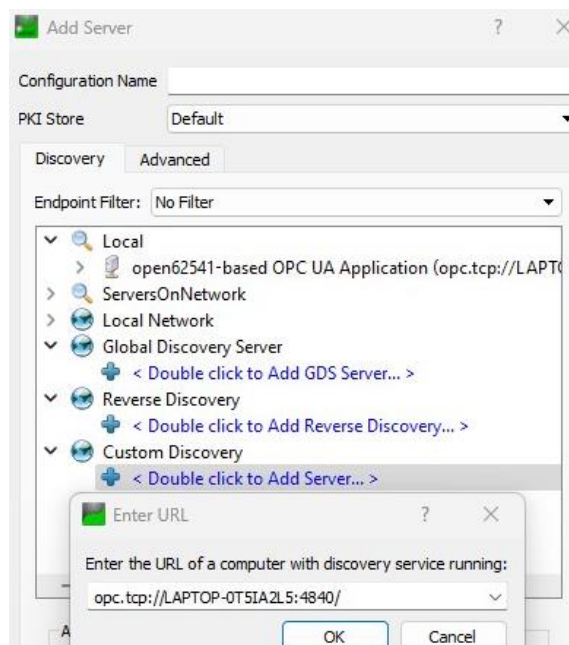 Add Server
Configuration Name
PKI Store Default
Discovery Advanced
Endpoint Filter: No Filter
Local
open62541-based OPC UA Application (opc.tcp://LAPT
ServersOnNetwork
Local Network
Global Discovery Server
< Double click to Add GDS Server... >
Reverse Discovery
< Double click to Add Reverse Discovery... >
Custom Discovery
< Double click to Add Server... >
Enter URL
Enter the URL of a computer with discovery service running:
opc.tcp://LAPTOP-0T5IA2L5:4840/
A
OK Cancel